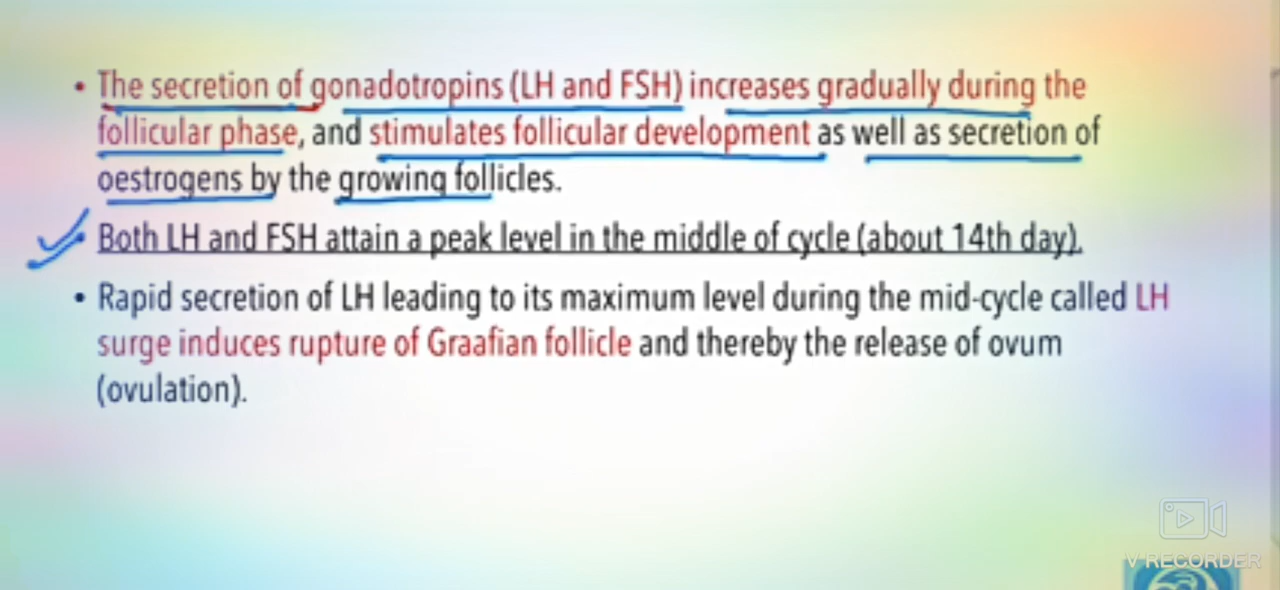 • The secretion of gonadotropins (LH and FSH) increases gradually during the
follicular phase, and stimulates follicular development as well as secretion of
oestrogens by the growing follicles.
Both LH and FSH attain a peak level in the middle of cycle (about 14th day).
• Rapid secretion of LH leading to its maximum level during the mid-cycle called LH
surge induces rupture of Graafian follicle and thereby the release of ovum
(ovulation).
V RECORDER